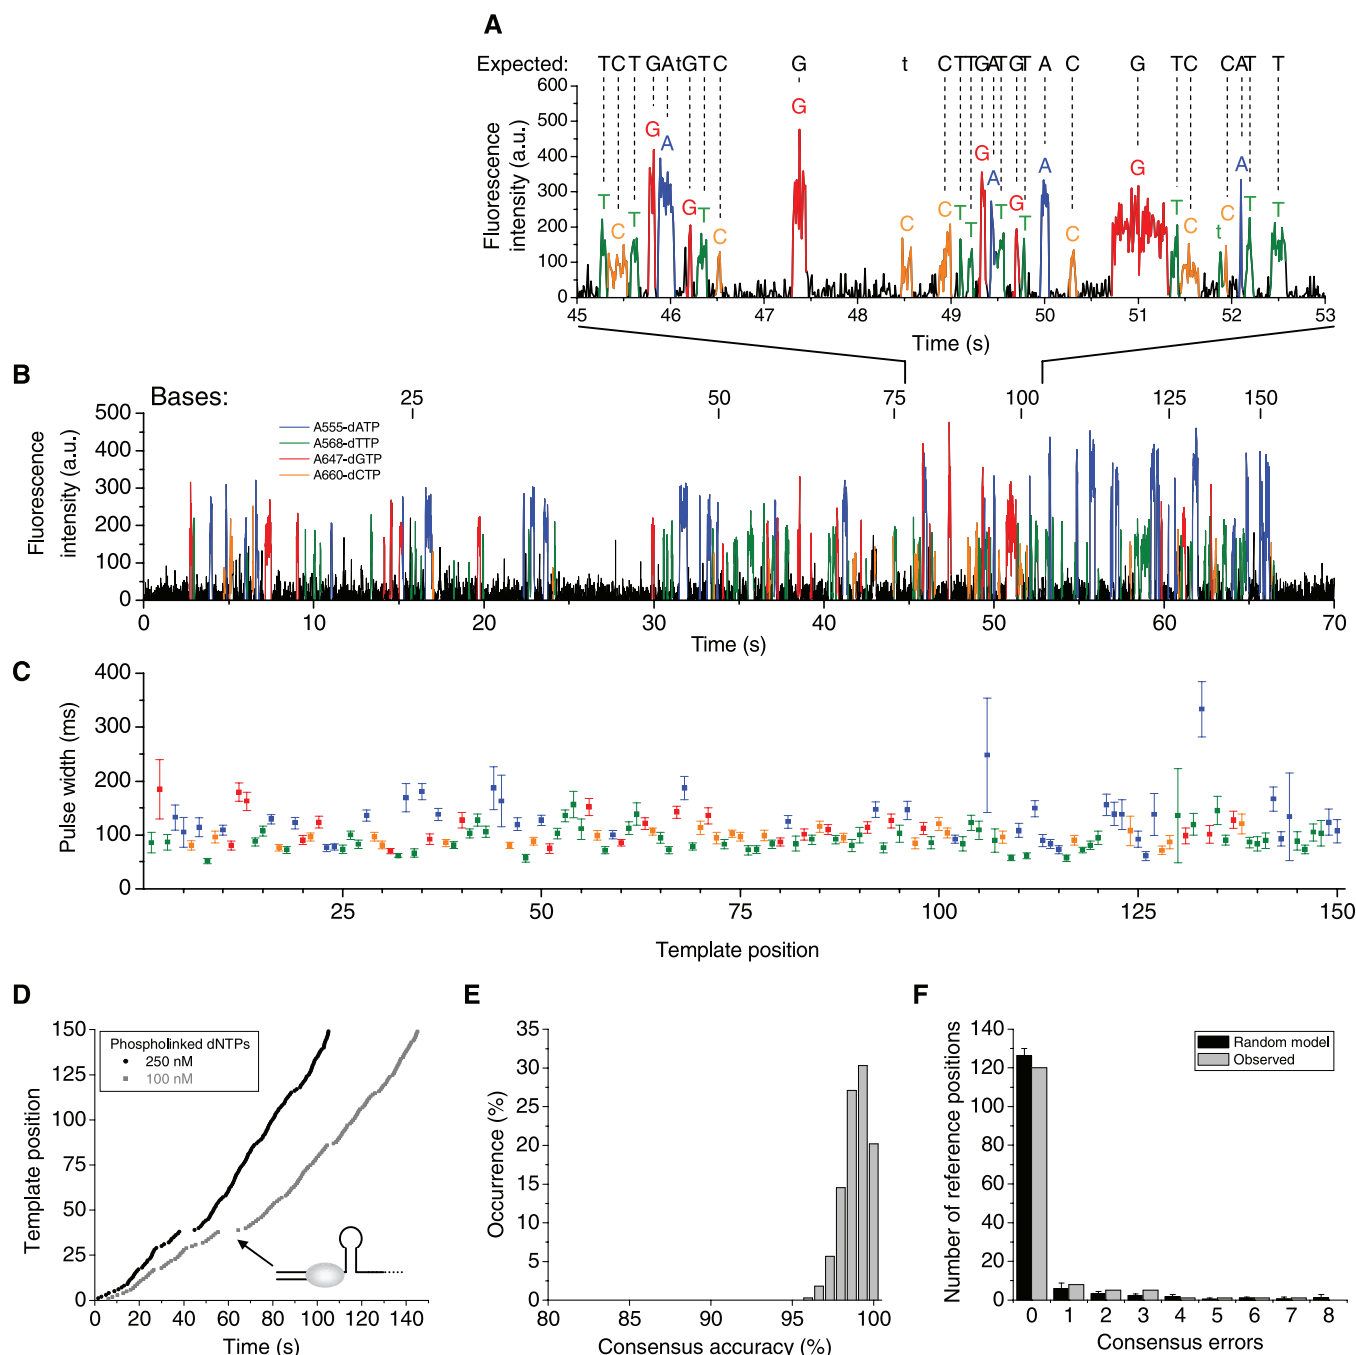 A
Expected: T C T G A t G T C G t C T T G A T G T A C G T C C A T T
600
500
400
300
200
100
0
Fluorescence
intensity (a.u.)
T C T G A G T C G C C T T G A T G T A C G T C t C A T T
45 46 47 48 49 50 51 52 53
Time (s)
B
Bases: 25 50 75 100 125 150
500
400
300
200
100
0
Fluorescence
intensity (a.u.)
A555-dATP
A568-dTTP
A647-dGTP
A660-dCTP
0 10 20 30 40 50 60 70
Time (s)
C
400
300
200
100
0
Pulse width (ms)
25 50 75 100 125 150
Template position
D
150
125
100
75
50
25
0
Template position
Phospholinked dNTPs
250 nM
100 nM
0 20 40 60 80 100 120 140
Time (s)
E
35
30
25
20
15
10
5
0
Occurrence (%)
80 85 90 95 100
Consensus accuracy (%)
F
140
120
100
80
60
40
20
0
Number of reference positions
Random model
Observed
0 1 2 3 4 5 6 7 8
Consensus errors